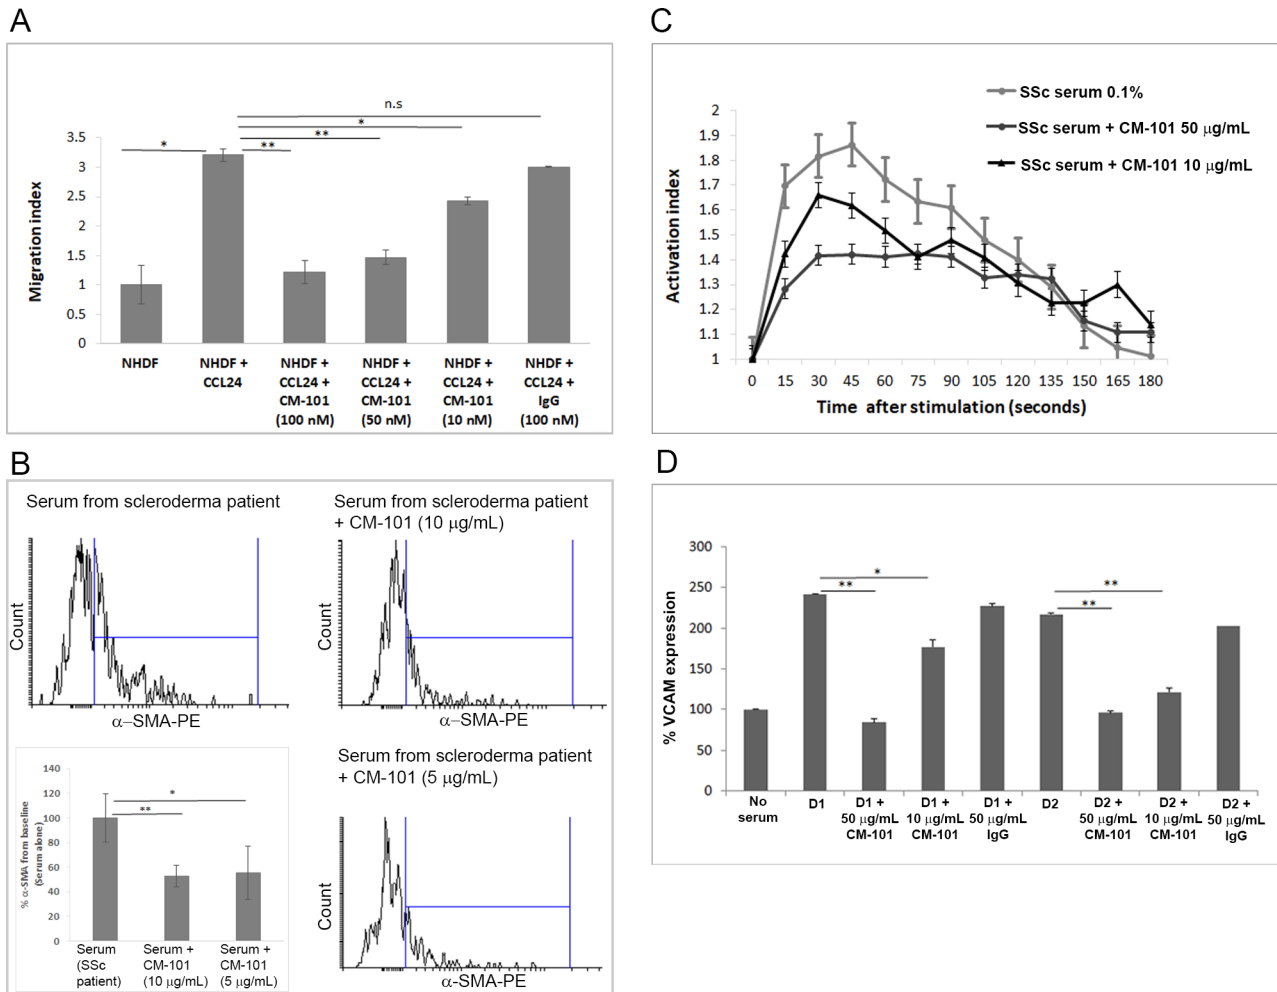 A
n.s
*
**
*
**
3.5
3
2.5
2
1.5
1
0.5
0
Migration index
NHDF
NHDF +
CCL24
NHDF +
CCL24 +
CM-101
(100 nM)
NHDF +
CCL24 +
CM-101
(50 nM)
NHDF +
CCL24 +
CM-101
(10 nM)
NHDF +
CCL24 +
IgG
(100 nM)
B
Serum from scleroderma patient
Count
α–SMA-PE
Serum from scleroderma patient
+ CM-101 (10 µg/mL)
Count
α–SMA-PE
140
120
100
80
60
40
20
0
% α-SMA from baseline
(Serum alone)
*
**
Serum
(SSc
patient)
Serum +
CM-101
(10 µg/mL)
Serum +
CM-101
(5 µg/mL)
Serum from scleroderma patient
+ CM-101 (5 µg/mL)
Count
α-SMA-PE
C
SSc serum 0.1%
SSc serum + CM-101 50 µg/mL
SSc serum + CM-101 10 µg/mL
2
1.9
1.8
1.7
1.6
1.5
1.4
1.3
1.2
1.1
1
Activation index
0 15 30 45 60 75 90 105 120 135 150 165 180
Time after stimulation (seconds)
D
300
250
200
150
100
50
0
% VCAM expression
*
**
**
**
No
serum
D1
D1 +
50 µg/mL
CM-101
D1 +
10 µg/mL
CM-101
D1 +
50 µg/mL
IgG
D2
D2 +
50 µg/mL
CM-101
D2 +
10 µg/mL
CM-101
D2 +
50 µg/mL
IgG